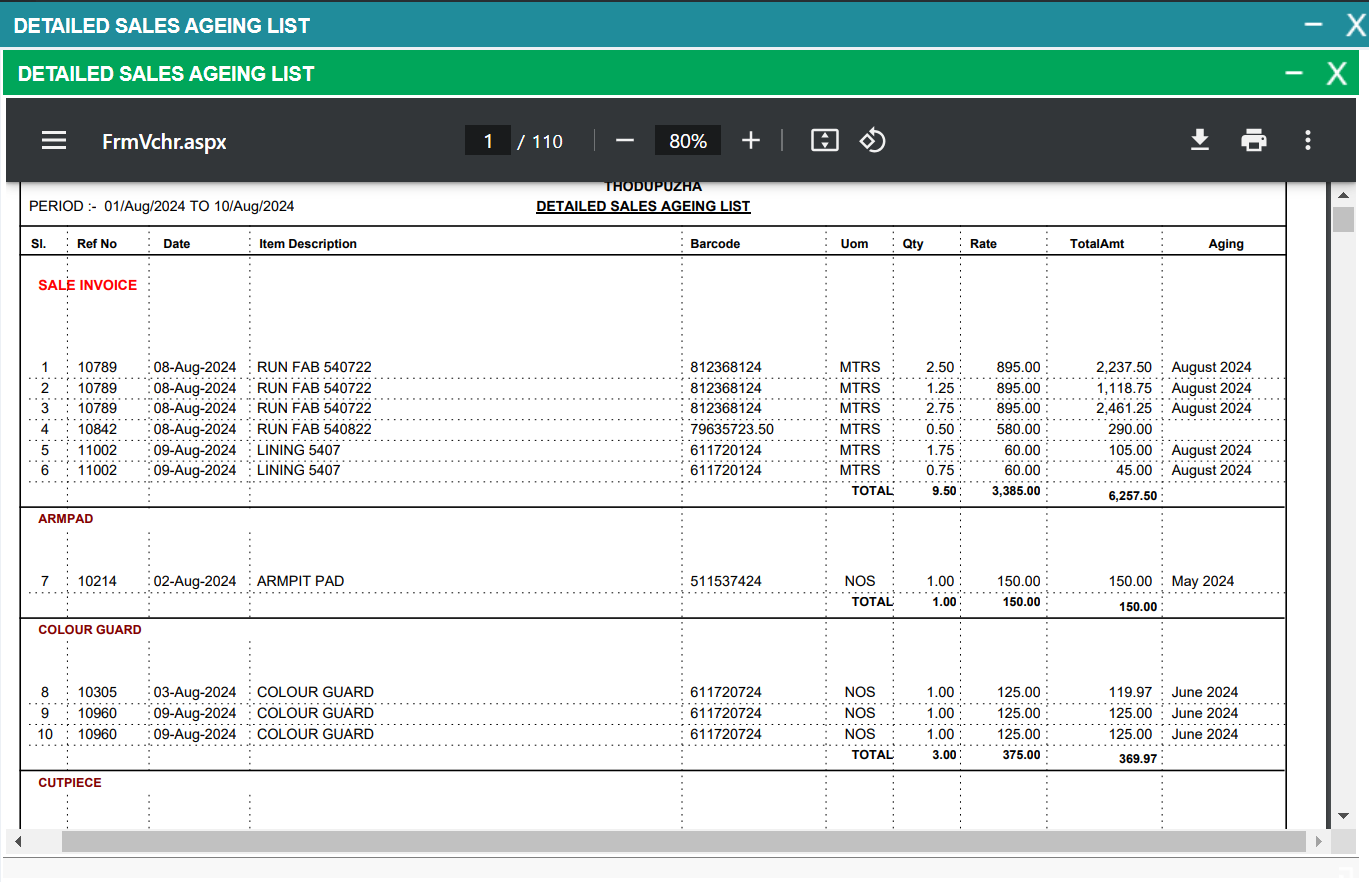 DETAILED SALES AGEING LIST
DETAILED SALES AGEING LIST
FrmVchr.aspx 1 / 110 80%
THODUPUZHA
PERIOD :- 01/Aug/2024 TO 10/Aug/2024 DETAILED SALES AGEING LIST
Sl. Ref No Date Item Description Barcode Uom Qty Rate TotalAmt Aging
SALE INVOICE
1 10789 08-Aug-2024 RUN FAB 540722 812368124 MTRS 2.50 895.00 2,237.50 August 2024
2 10789 08-Aug-2024 RUN FAB 540722 812368124 MTRS 1.25 895.00 1,118.75 August 2024
3 10789 08-Aug-2024 RUN FAB 540722 812368124 MTRS 2.75 895.00 2,461.25 August 2024
4 10842 08-Aug-2024 RUN FAB 540822 79635723.50 MTRS 0.50 580.00 290.00
5 11002 09-Aug-2024 LINING 5407 611720124 MTRS 1.75 60.00 105.00 August 2024
6 11002 09-Aug-2024 LINING 5407 611720124 MTRS 0.75 60.00 45.00 August 2024
TOTAL 9.50 3,385.00 6,257.50
ARMPAD
7 10214 02-Aug-2024 ARMPIT PAD 511537424 NOS 1.00 150.00 150.00 May 2024
TOTAL 1.00 150.00 150.00
COLOUR GUARD
8 10305 03-Aug-2024 COLOUR GUARD 611720724 NOS 1.00 125.00 119.97 June 2024
9 10960 09-Aug-2024 COLOUR GUARD 611720724 NOS 1.00 125.00 125.00 June 2024
10 10960 09-Aug-2024 COLOUR GUARD 611720724 NOS 1.00 125.00 125.00 June 2024
TOTAL 3.00 375.00 369.97
CUTPIECE